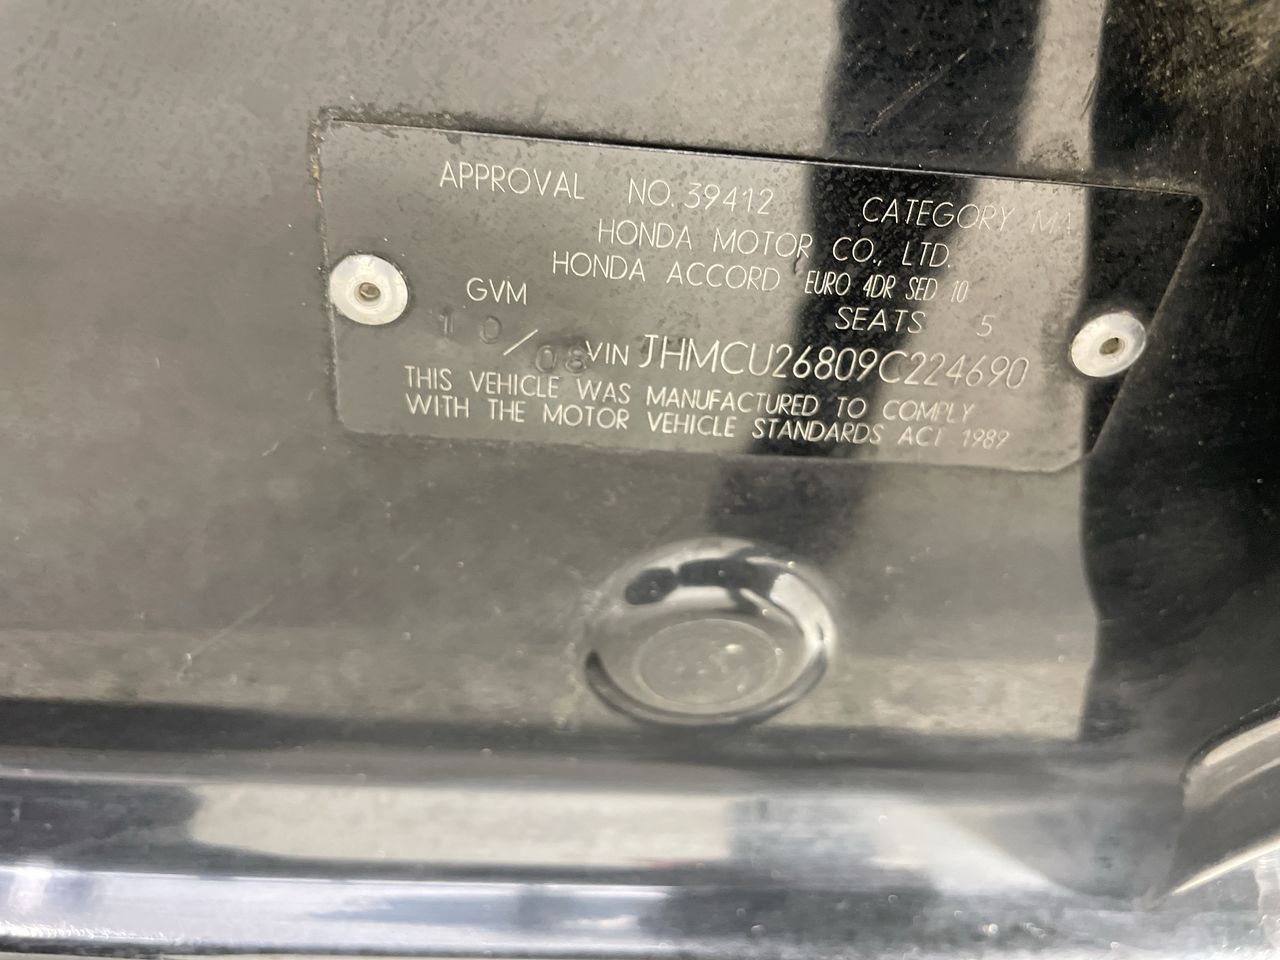 APPROVAL NO. 39412 CATEGORY MA
HONDA MOTOR CO., LTD.
HONDA ACCORD EURO 4DR SED 10
GVM SEATS 5
10/08 VIN JHMCU26809C224690
THIS VEHICLE WAS MANUFACTURED TO COMPLY
WITH THE MOTOR VEHICLE STANDARDS ACT 1989